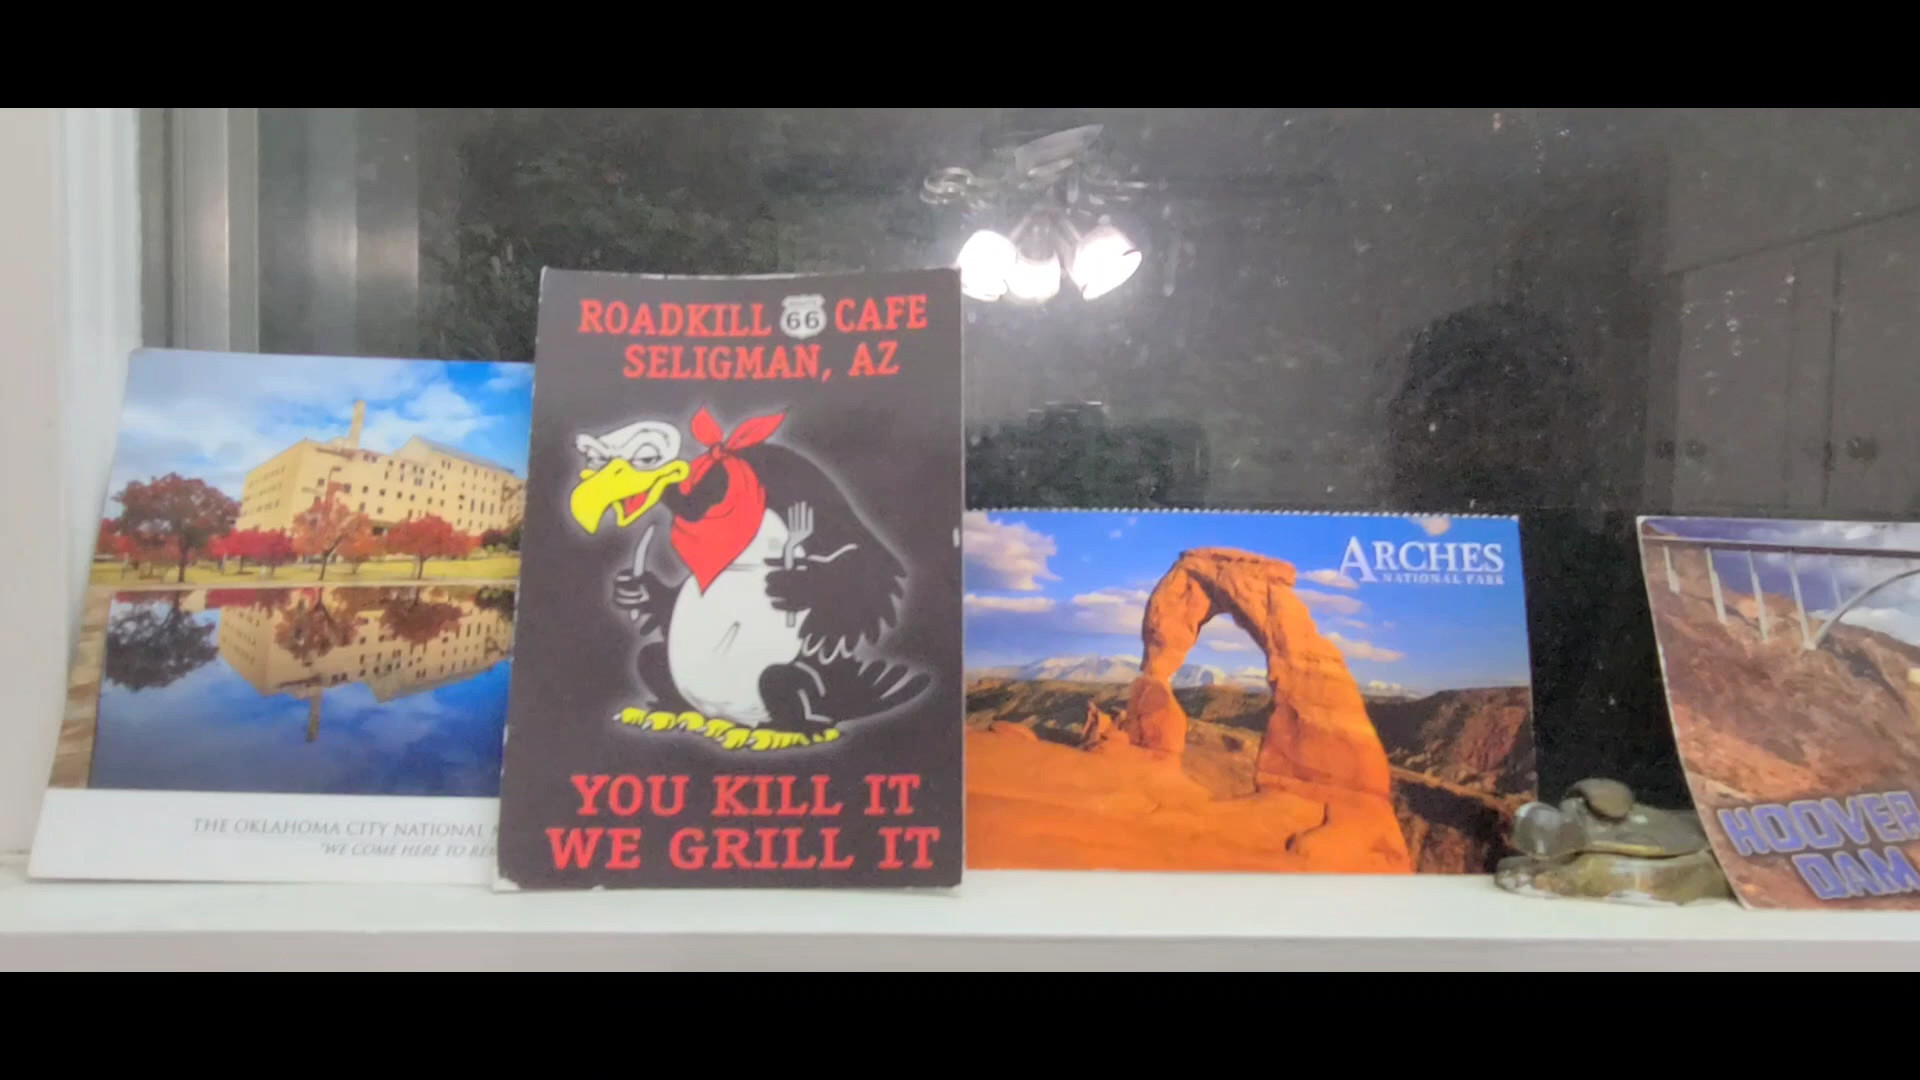 ROADKILL 66 CAFE
SELIGMAN, AZ
YOU KILL IT
WE GRILL IT
THE OKLAHOMA CITY NATIONAL
"WE COME HERE TO
ARCHES
NATIONAL PARK
HOOVER
DAM